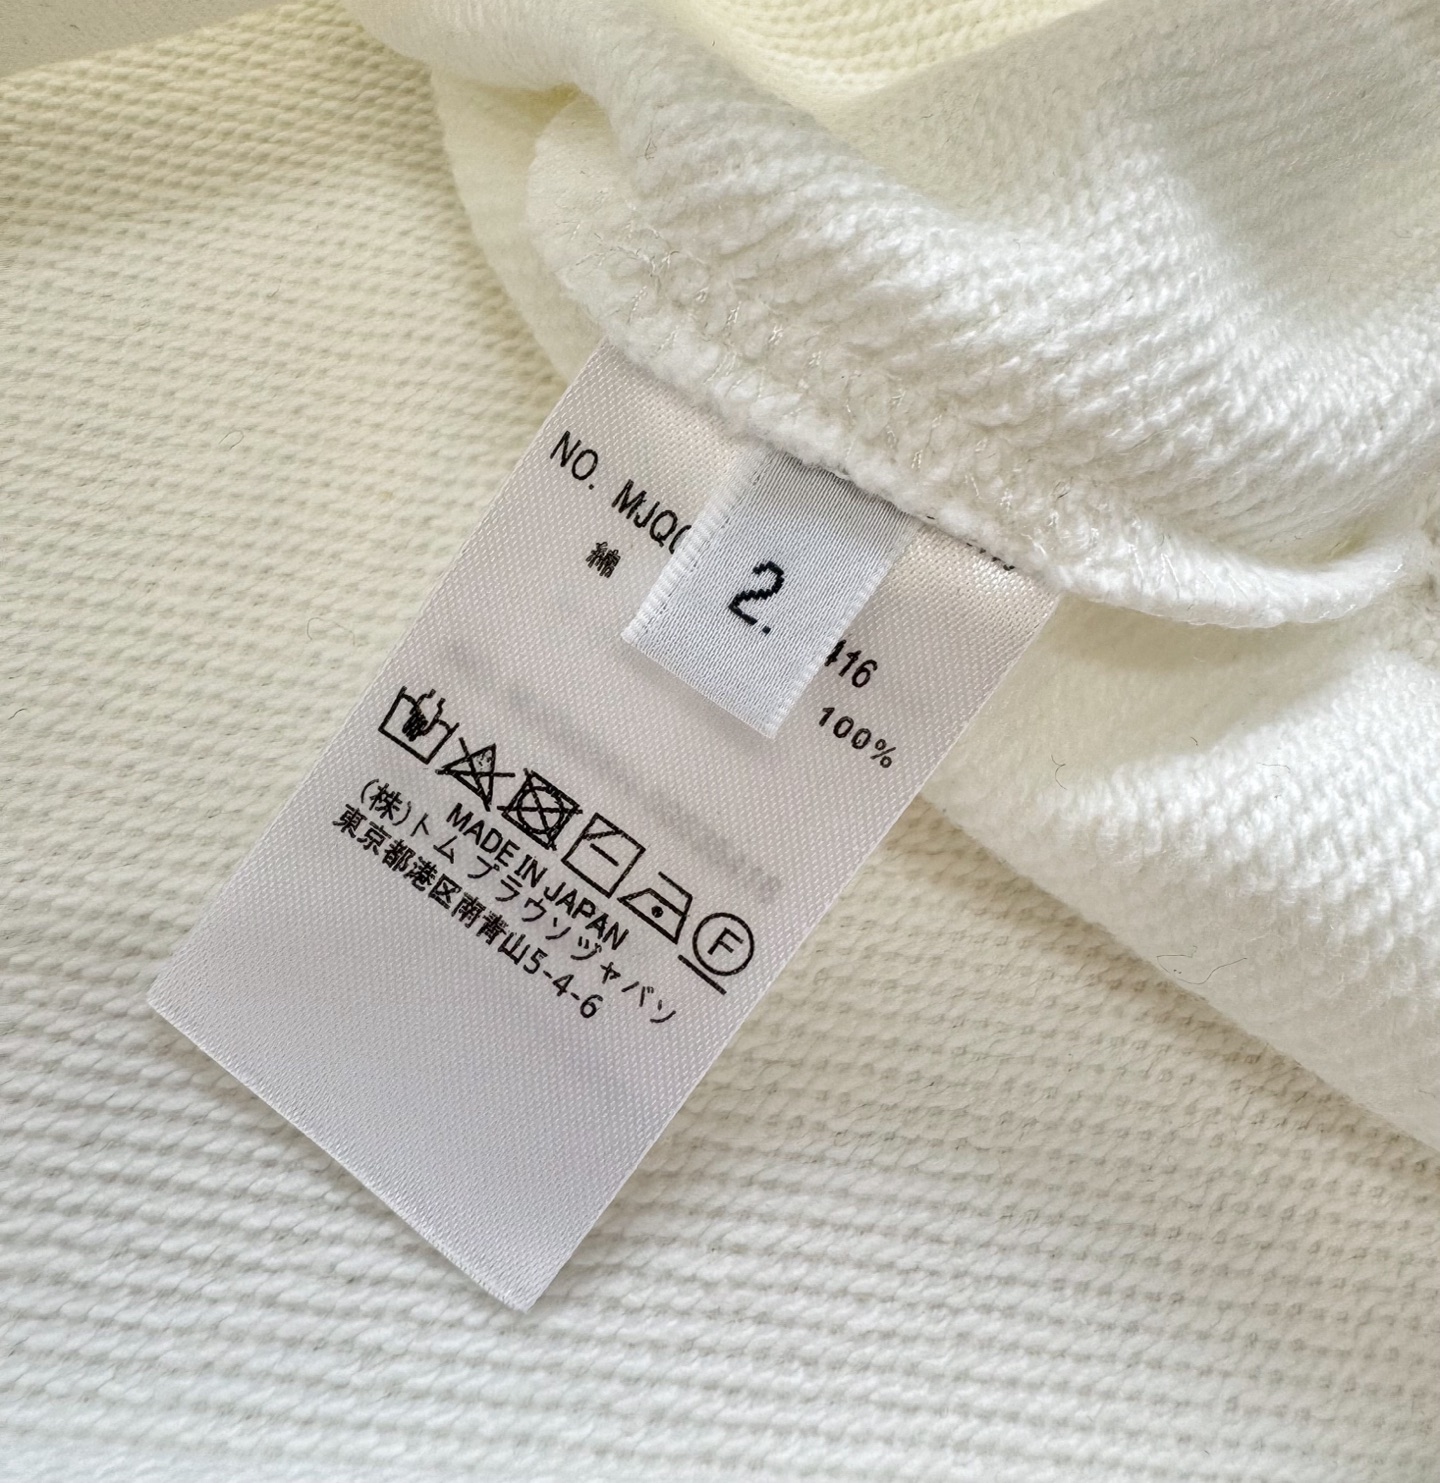 NO. MJQ
2.
416
綿
100%
F
MADE IN JAPAN
(株)トム ブラウン ジャパン
東京都港区南青山5-4-6